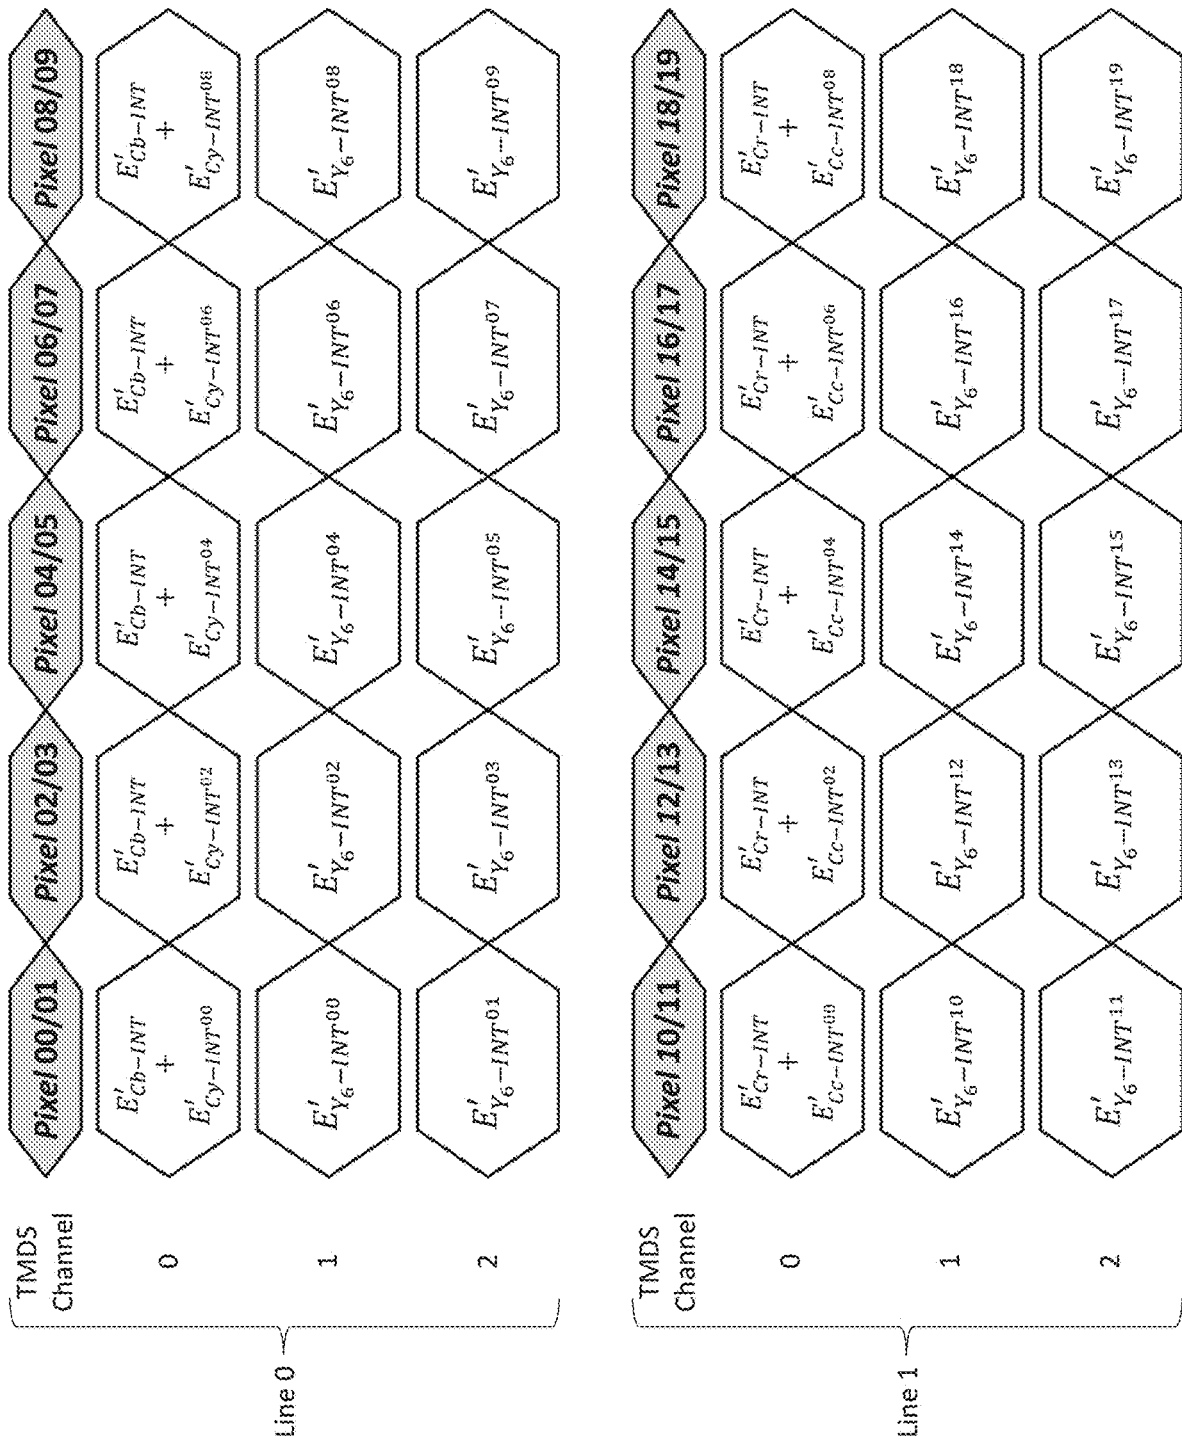 Line 0
TMDS Channel Pixel 00/01 Pixel 02/03 Pixel 04/05 Pixel 06/07 Pixel 08/09
0 E'Cb−INT + E'Cy−INT⁰⁰ E'Cb−INT + E'Cy−INT⁰² E'Cb−INT + E'Cy−INT⁰⁴ E'Cb−INT + E'Cy−INT⁰⁶ E'Cb−INT + E'Cy−INT⁰⁸
1 E'Y₆−INT⁰⁰ E'Y₆−INT⁰² E'Y₆−INT⁰⁴ E'Y₆−INT⁰⁶ E'Y₆−INT⁰⁸
2 E'Y₆−INT⁰¹ E'Y₆−INT⁰³ E'Y₆−INT⁰⁵ E'Y₆−INT⁰⁷ E'Y₆−INT⁰⁹
Line 1
TMDS Channel Pixel 10/11 Pixel 12/13 Pixel 14/15 Pixel 16/17 Pixel 18/19
0 E'Cr−INT + E'Cc−INT⁰⁰ E'Cr−INT + E'Cc−INT⁰² E'Cr−INT + E'Cc−INT⁰⁴ E'Cr−INT + E'Cc−INT⁰⁶ E'Cr−INT + E'Cc−INT⁰⁸
1 E'Y₆−INT¹⁰ E'Y₆−INT¹² E'Y₆−INT¹⁴ E'Y₆−INT¹⁶ E'Y₆−INT¹⁸
2 E'Y₆−INT¹¹ E'Y₆−INT¹³ E'Y₆−INT¹⁵ E'Y₆−INT¹⁷ E'Y₆−INT¹⁹